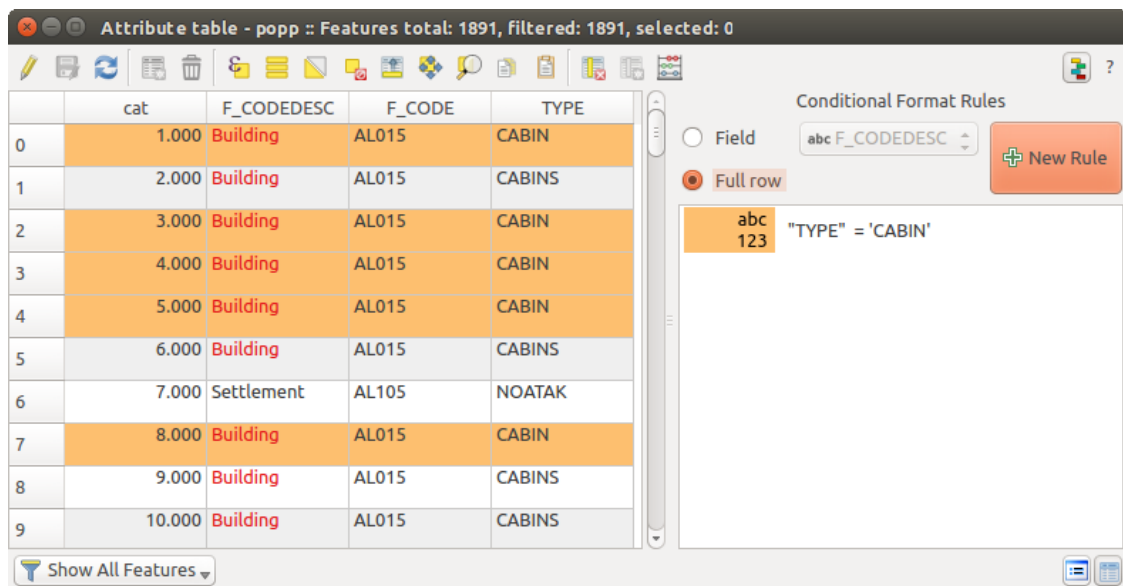 Attribute table - popp :: Features total: 1891, filtered: 1891, selected: 0
?
cat F_CODEDESC F_CODE TYPE
0 1.000 Building AL015 CABIN
1 2.000 Building AL015 CABINS
2 3.000 Building AL015 CABIN
3 4.000 Building AL015 CABIN
4 5.000 Building AL015 CABIN
5 6.000 Building AL015 CABINS
6 7.000 Settlement AL105 NOATAK
7 8.000 Building AL015 CABIN
8 9.000 Building AL015 CABINS
9 10.000 Building AL015 CABINS
Show All Features
Conditional Format Rules
Field abc F_CODEDESC
New Rule
Full row
abc
123
"TYPE" = 'CABIN'